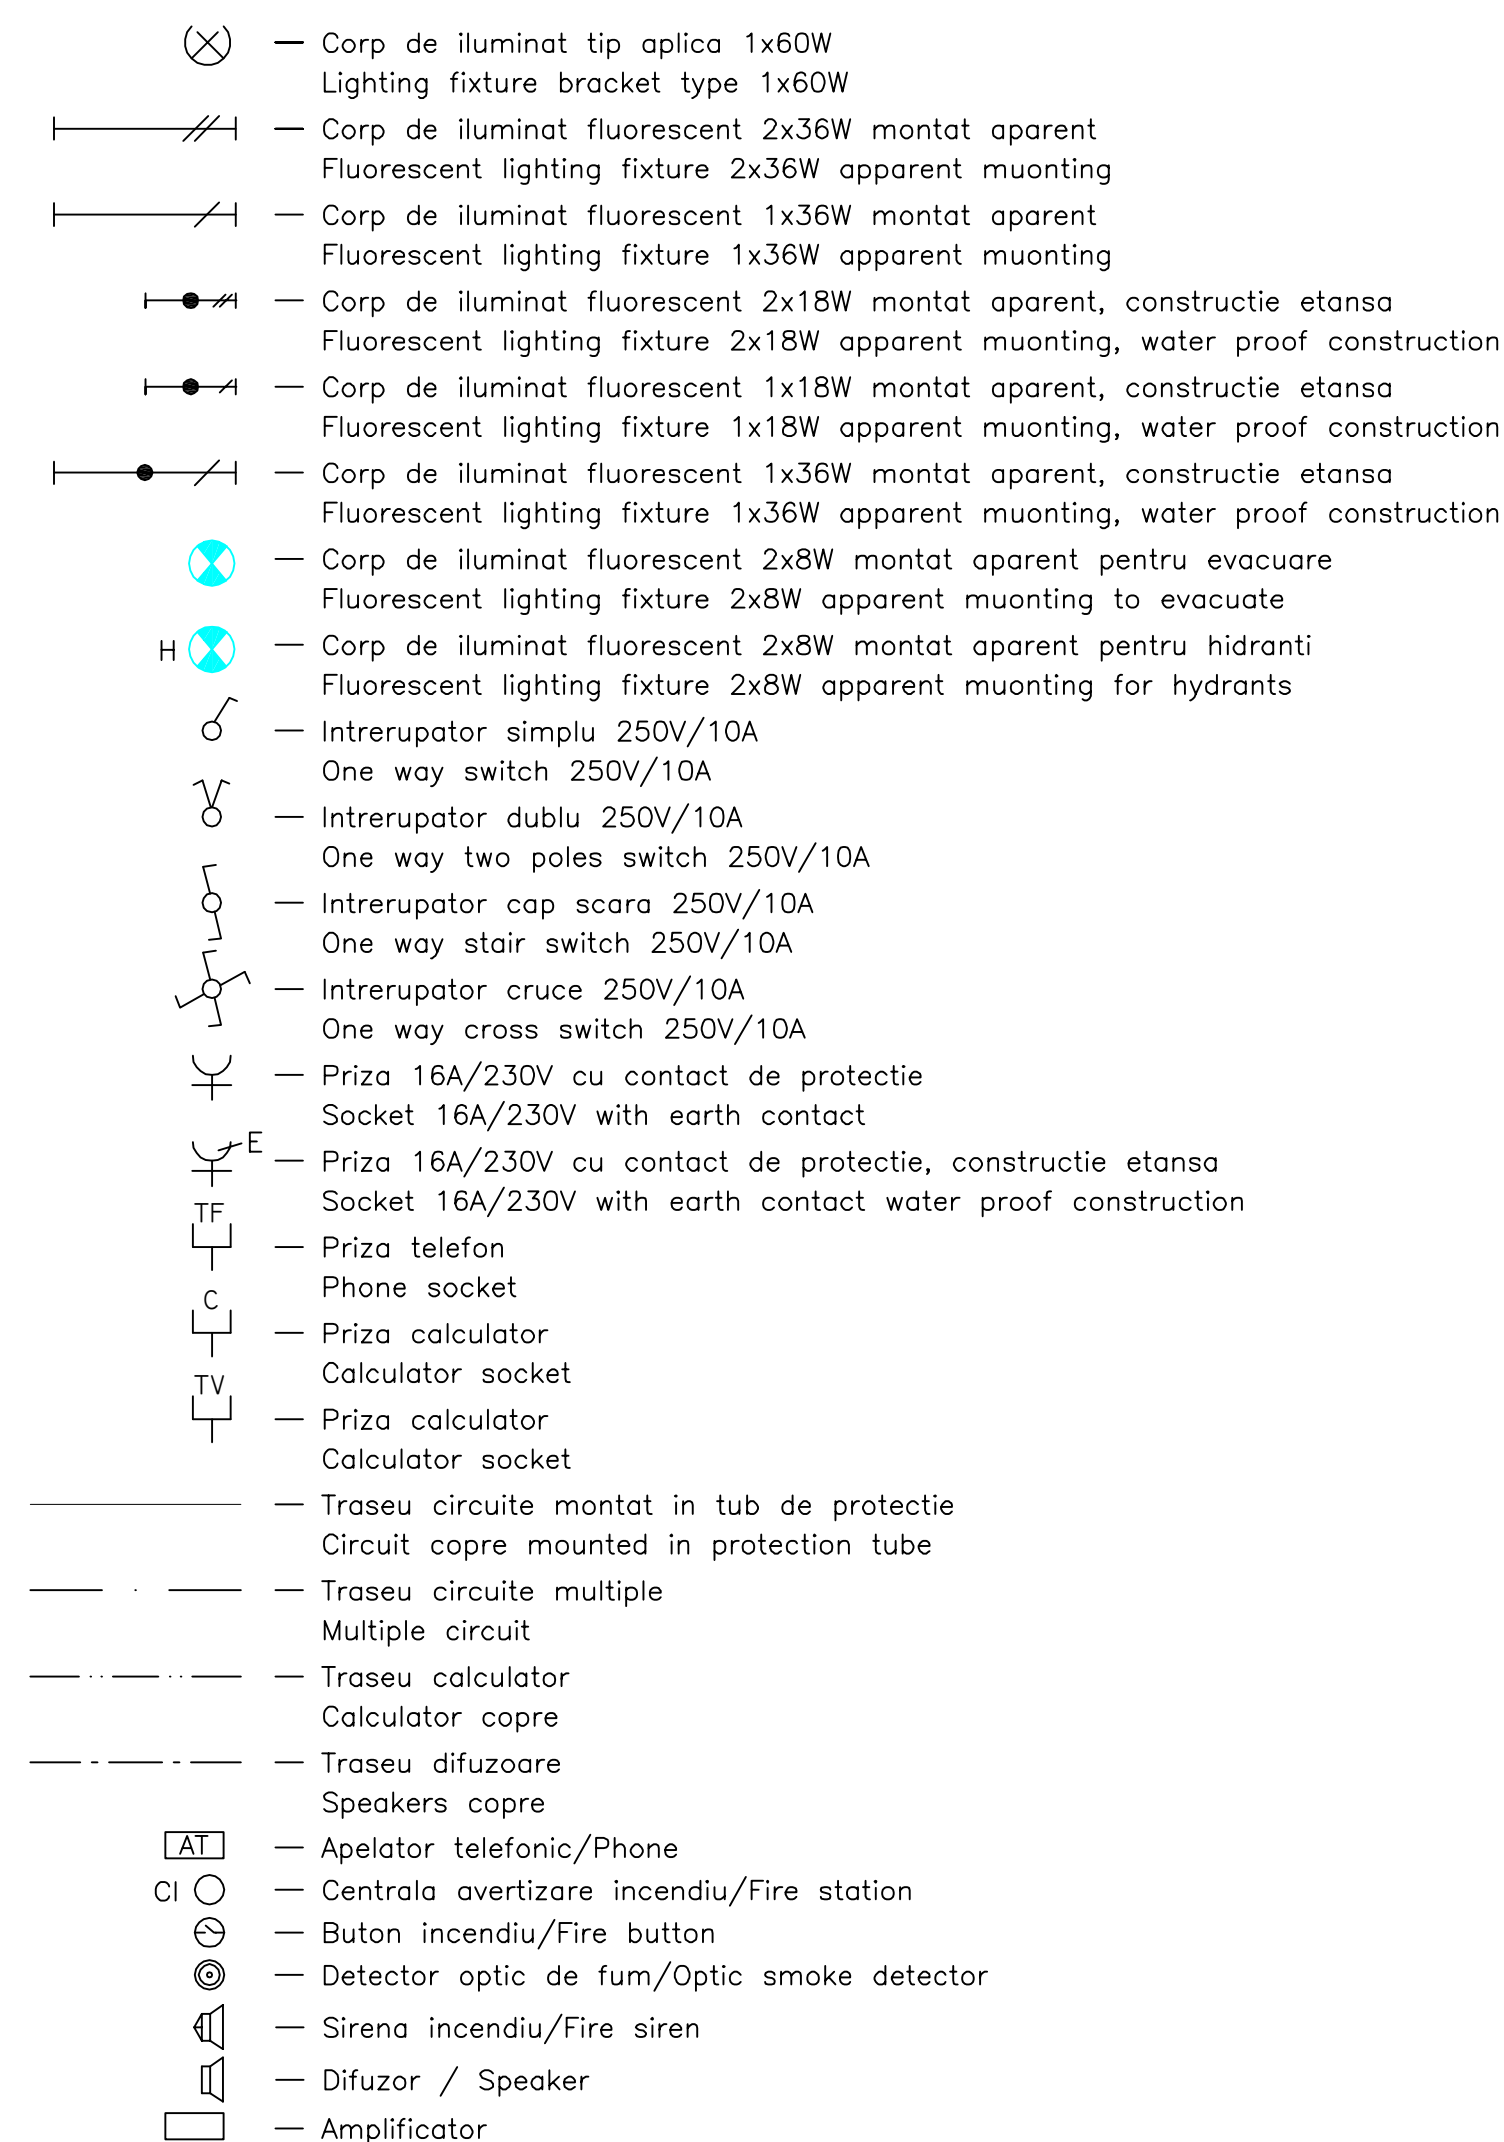 — Corp de iluminat tip aplica 1x60W
Lighting fixture bracket type 1x60W
— Corp de iluminat fluorescent 2x36W montat aparent
Fluorescent lighting fixture 2x36W apparent muonting
— Corp de iluminat fluorescent 1x36W montat aparent
Fluorescent lighting fixture 1x36W apparent muonting
— Corp de iluminat fluorescent 2x18W montat aparent, constructie etansa
Fluorescent lighting fixture 2x18W apparent muonting, water proof construction
— Corp de iluminat fluorescent 1x18W montat aparent, constructie etansa
Fluorescent lighting fixture 1x18W apparent muonting, water proof construction
— Corp de iluminat fluorescent 1x36W montat aparent, constructie etansa
Fluorescent lighting fixture 1x36W apparent muonting, water proof construction
— Corp de iluminat fluorescent 2x8W montat aparent pentru evacuare
Fluorescent lighting fixture 2x8W apparent muonting to evacuate
H — Corp de iluminat fluorescent 2x8W montat aparent pentru hidranti
Fluorescent lighting fixture 2x8W apparent muonting for hydrants
— Intrerupator simplu 250V/10A
One way switch 250V/10A
— Intrerupator dublu 250V/10A
One way two poles switch 250V/10A
— Intrerupator cap scara 250V/10A
One way stair switch 250V/10A
— Intrerupator cruce 250V/10A
One way cross switch 250V/10A
— Priza 16A/230V cu contact de protectie
Socket 16A/230V with earth contact
E — Priza 16A/230V cu contact de protectie, constructie etansa
Socket 16A/230V with earth contact water proof construction
TF
— Priza telefon
Phone socket
C
— Priza calculator
Calculator socket
TV
— Priza calculator
Calculator socket
— Traseu circuite montat in tub de protectie
Circuit copre mounted in protection tube
— Traseu circuite multiple
Multiple circuit
— Traseu calculator
Calculator copre
— Traseu difuzoare
Speakers copre
AT — Apelator telefonic/Phone
CI — Centrala avertizare incendiu/Fire station
— Buton incendiu/Fire button
— Detector optic de fum/Optic smoke detector
— Sirena incendiu/Fire siren
— Difuzor / Speaker
— Amplificator